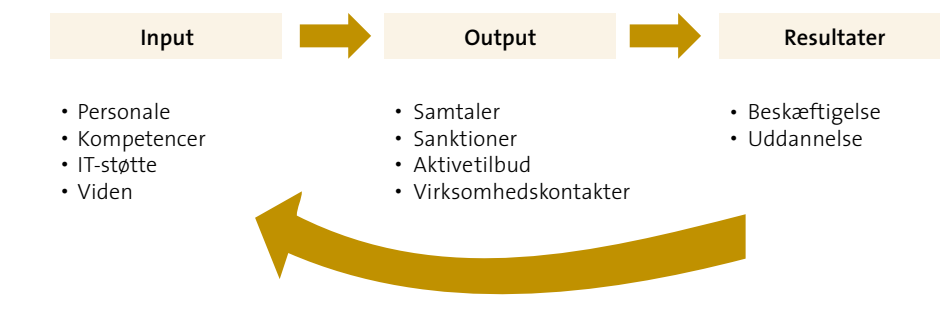 Input
Output
Resultater
• Personale
• Kompetencer
• IT-støtte
• Viden
• Samtaler
• Sanktioner
• Aktivetilbud
• Virksomhedskontakter
• Beskæftigelse
• Uddannelse